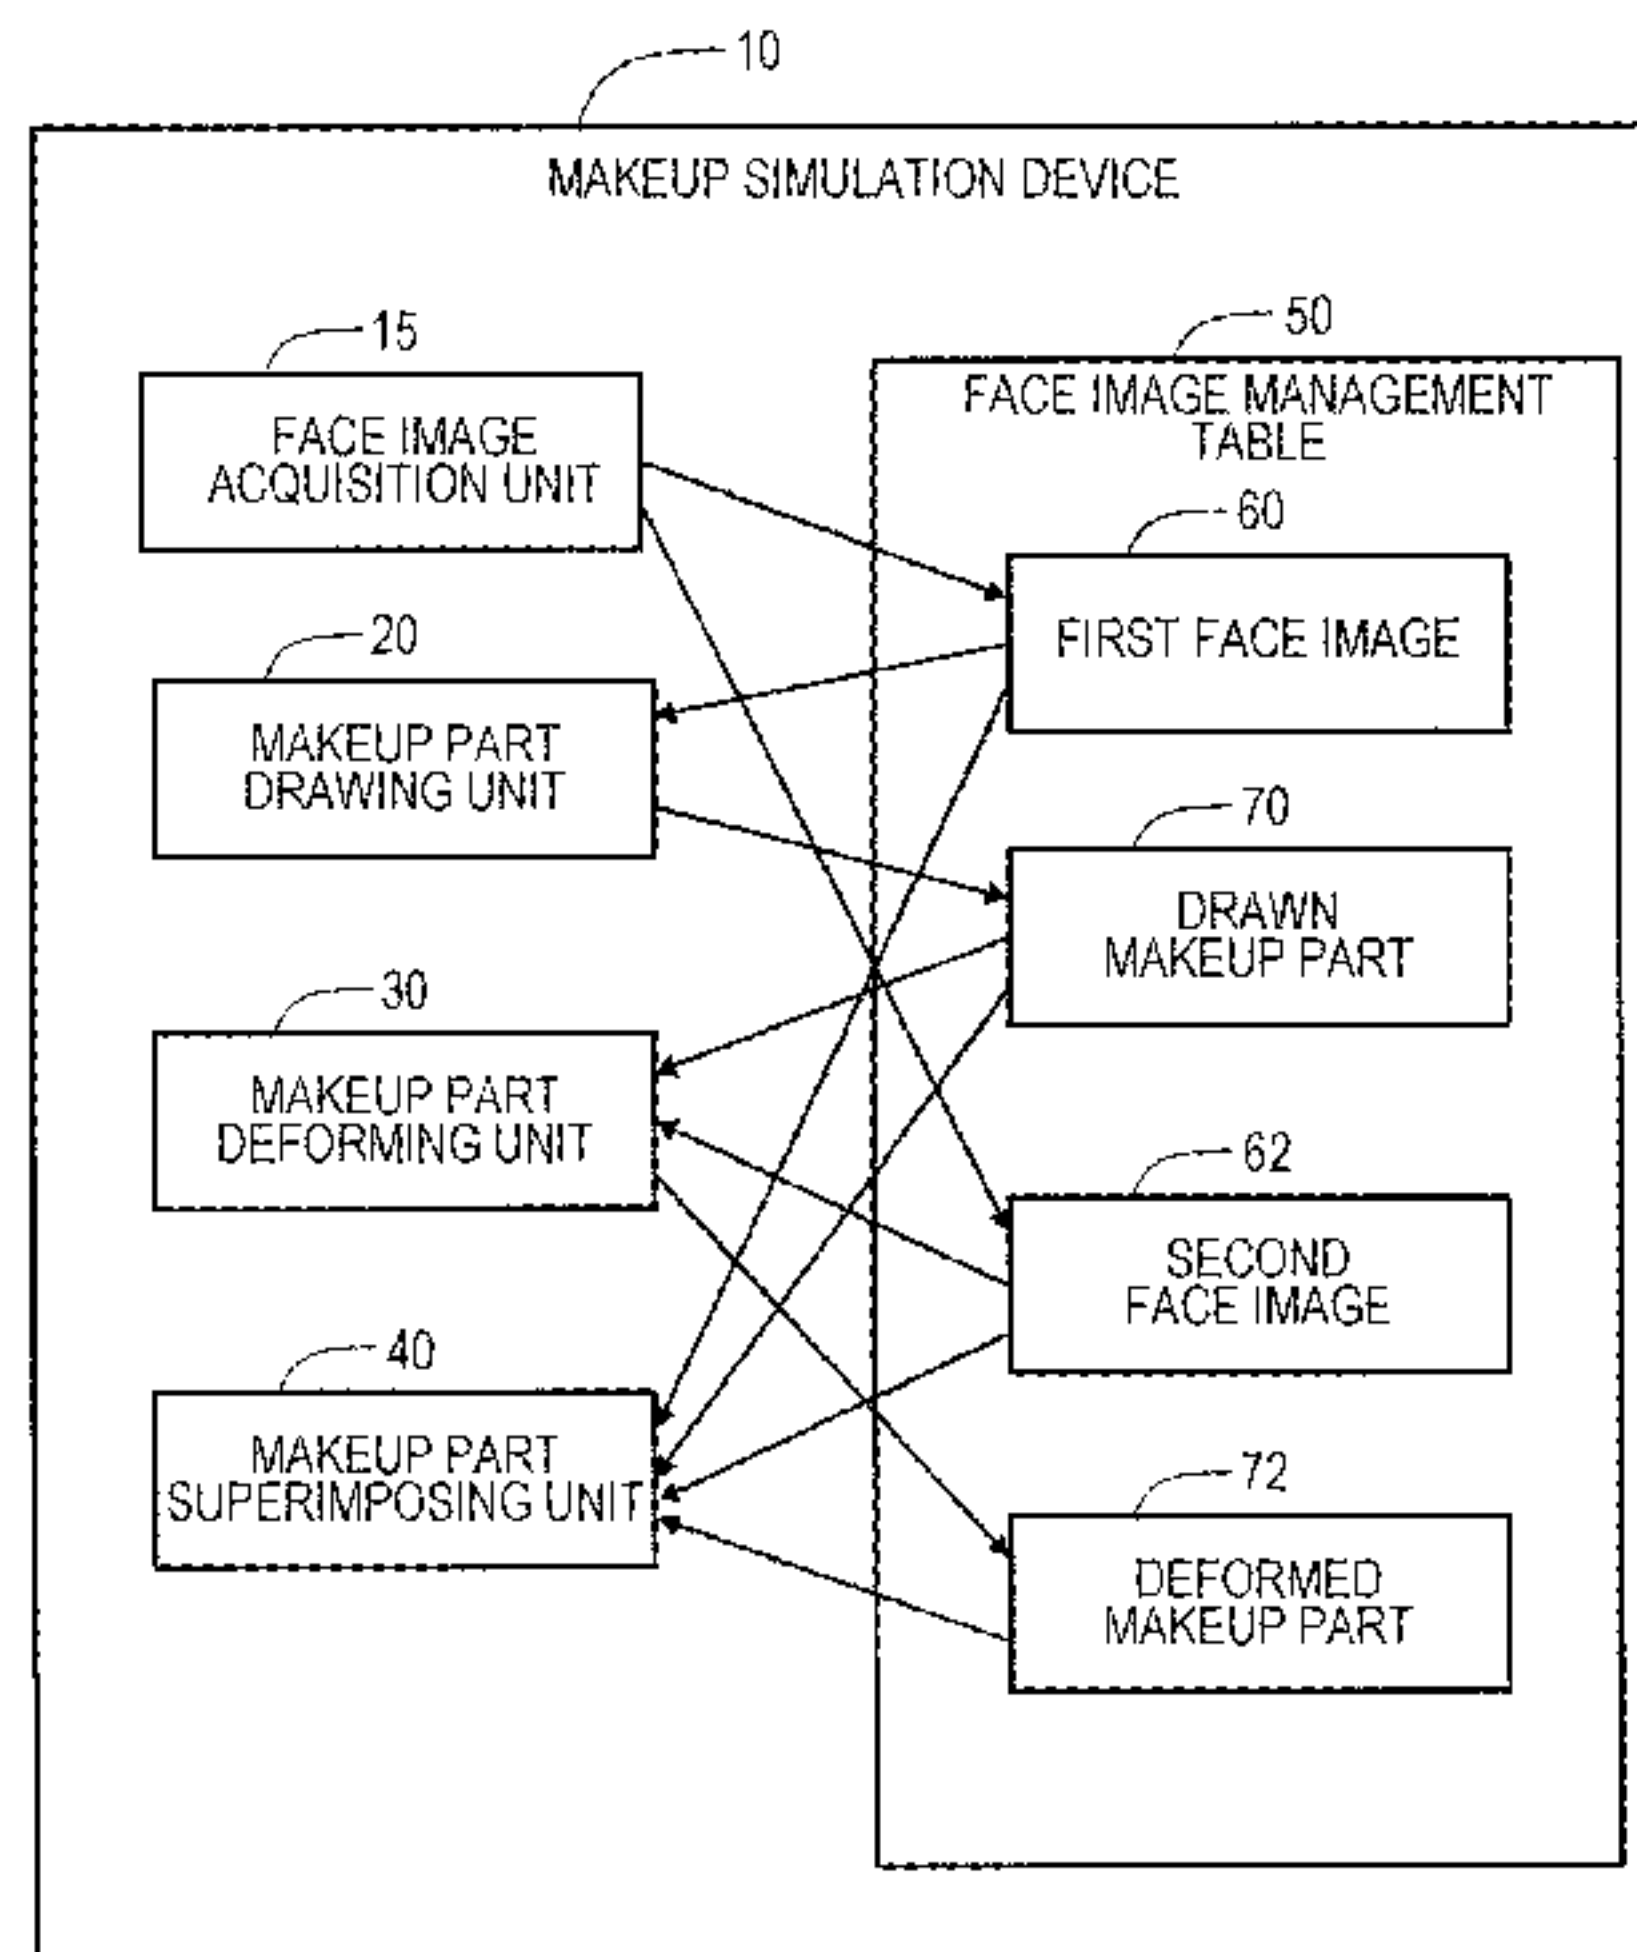 10
MAKEUP SIMULATION DEVICE
15
FACE IMAGE
ACQUISITION UNIT
20
MAKEUP PART
DRAWING UNIT
30
MAKEUP PART
DEFORMING UNIT
40
MAKEUP PART
SUPERIMPOSING UNIT
50
FACE IMAGE MANAGEMENT
TABLE
60
FIRST FACE IMAGE
70
DRAWN
MAKEUP PART
62
SECOND
FACE IMAGE
72
DEFORMED
MAKEUP PART